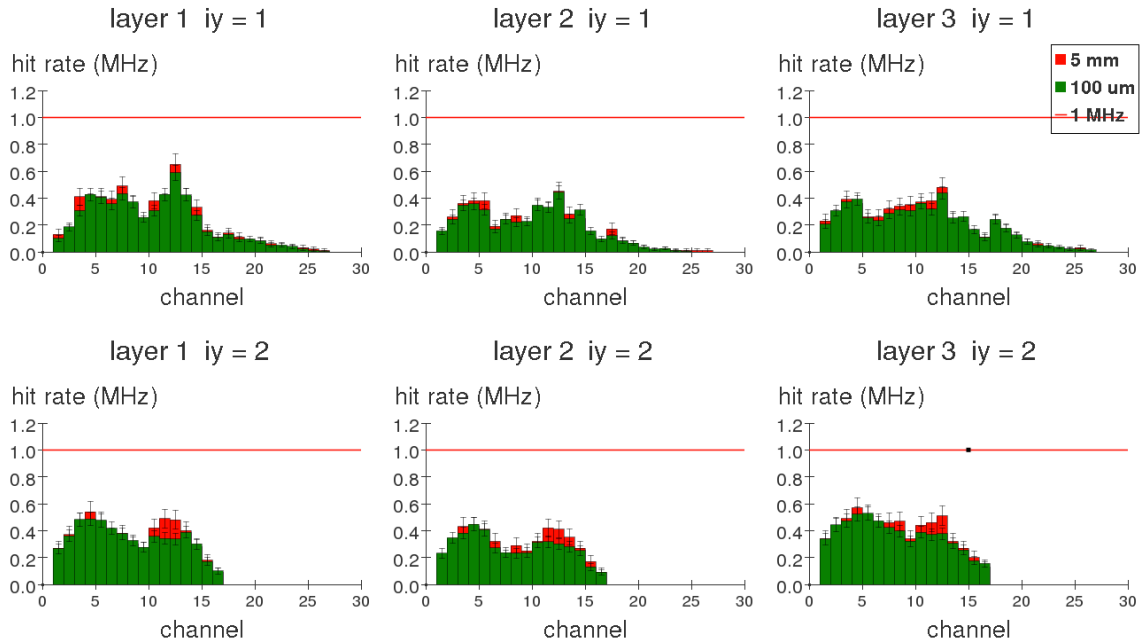 layer 1 iy = 1
hit rate (MHz)
1.2
1.0
0.8
0.6
0.4
0.2
0.0
0 5 10 15 20 25 30
channel
layer 2 iy = 1
hit rate (MHz)
1.2
1.0
0.8
0.6
0.4
0.2
0.0
0 5 10 15 20 25 30
channel
layer 3 iy = 1
hit rate (MHz)
5 mm
100 um
1 MHz
1.2
1.0
0.8
0.6
0.4
0.2
0.0
0 5 10 15 20 25 30
channel
layer 1 iy = 2
hit rate (MHz)
1.2
1.0
0.8
0.6
0.4
0.2
0.0
0 5 10 15 20 25 30
channel
layer 2 iy = 2
hit rate (MHz)
1.2
1.0
0.8
0.6
0.4
0.2
0.0
0 5 10 15 20 25 30
channel
layer 3 iy = 2
hit rate (MHz)
1.2
1.0
0.8
0.6
0.4
0.2
0.0
0 5 10 15 20 25 30
channel